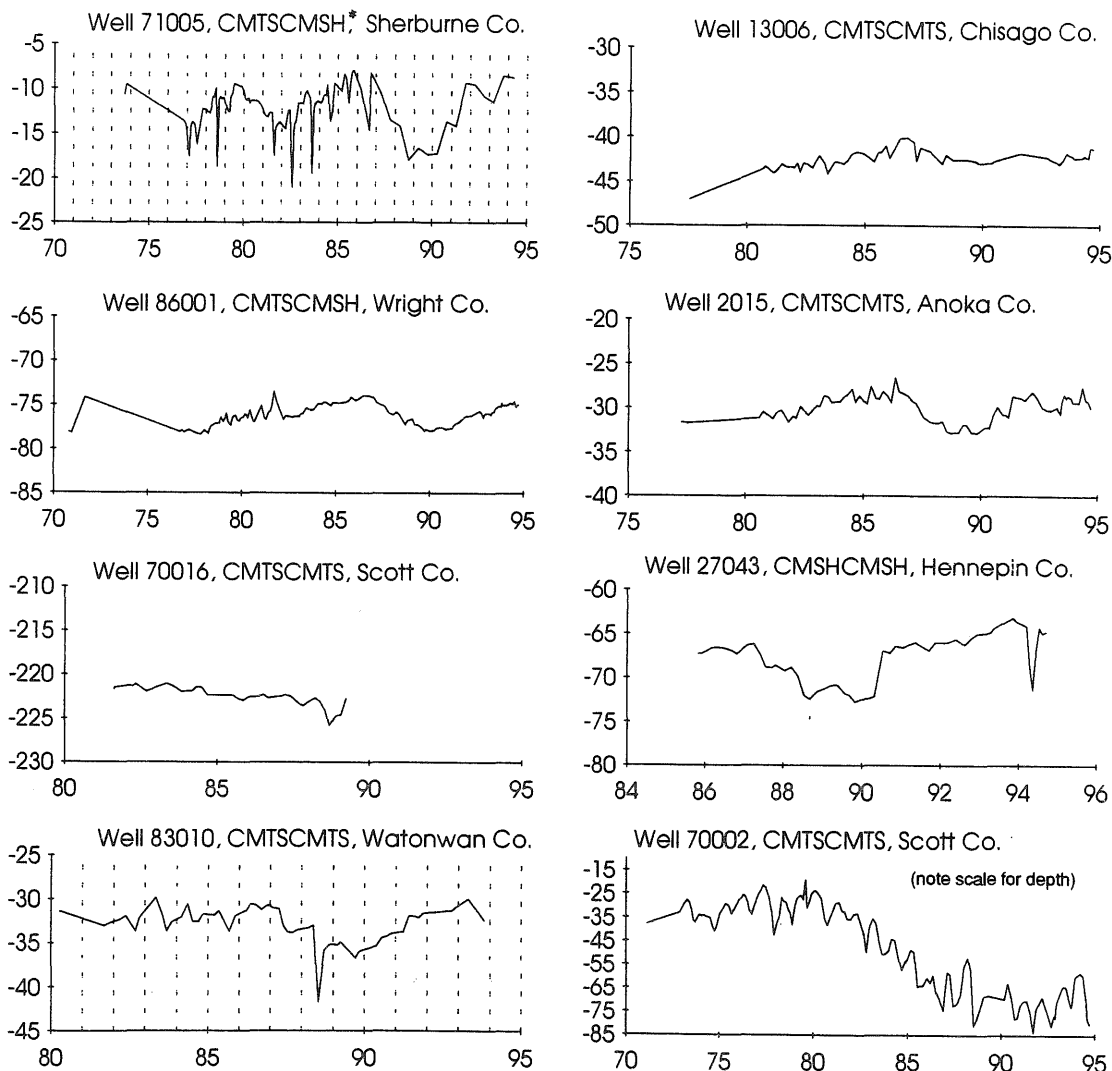 Well 71005, CMTSCMSH,* Sherburne Co.
-5
-10
-15
-20
-25
70 75 80 85 90 95
Well 13006, CMTSCMTS, Chisago Co.
-30
-35
-40
-45
-50
75 80 85 90 95
Well 86001, CMTSCMSH, Wright Co.
-65
-70
-75
-80
-85
70 75 80 85 90 95
Well 2015, CMTSCMTS, Anoka Co.
-20
-25
-30
-35
-40
75 80 85 90 95
Well 70016, CMTSCMTS, Scott Co.
-210
-215
-220
-225
-230
80 85 90 95
Well 27043, CMSHCMSH, Hennepin Co.
-60
-65
-70
-75
-80
84 86 88 90 92 94 96
Well 83010, CMTSCMTS, Watonwan Co.
-25
-30
-35
-40
-45
80 85 90 95
Well 70002, CMTSCMTS, Scott Co.
(note scale for depth)
-15
-25
-35
-45
-55
-65
-75
-85
70 75 80 85 90 95